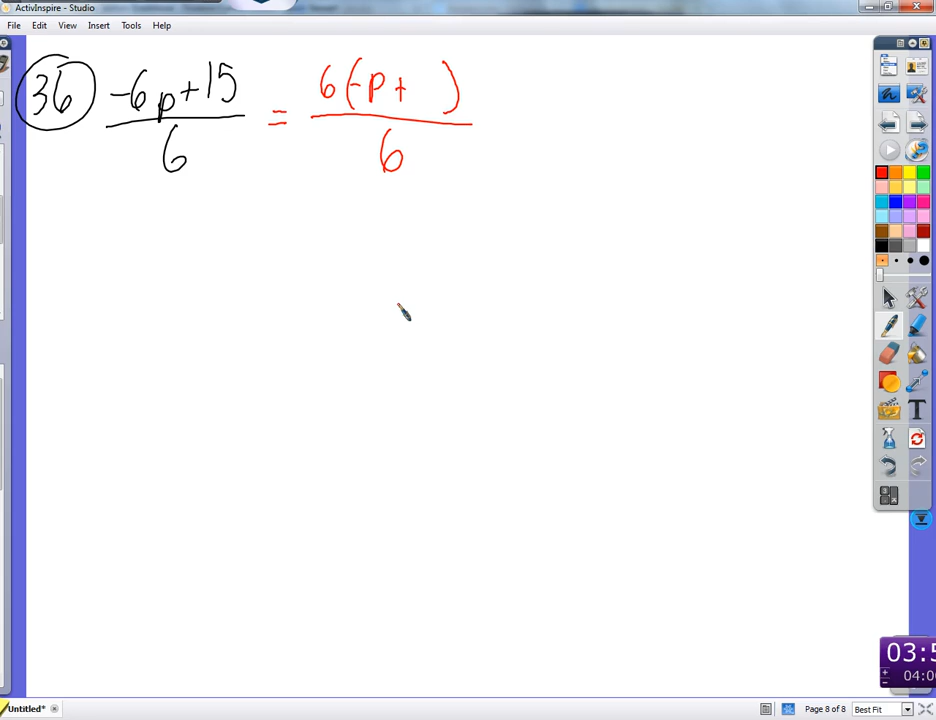 ActivInspire - Studio
File Edit View Insert Tools Help
36 -6p+15 = 6(-p+ )
6 6
T
03:5
04:0
Untitled*
Page 8 of 8 Best Fit